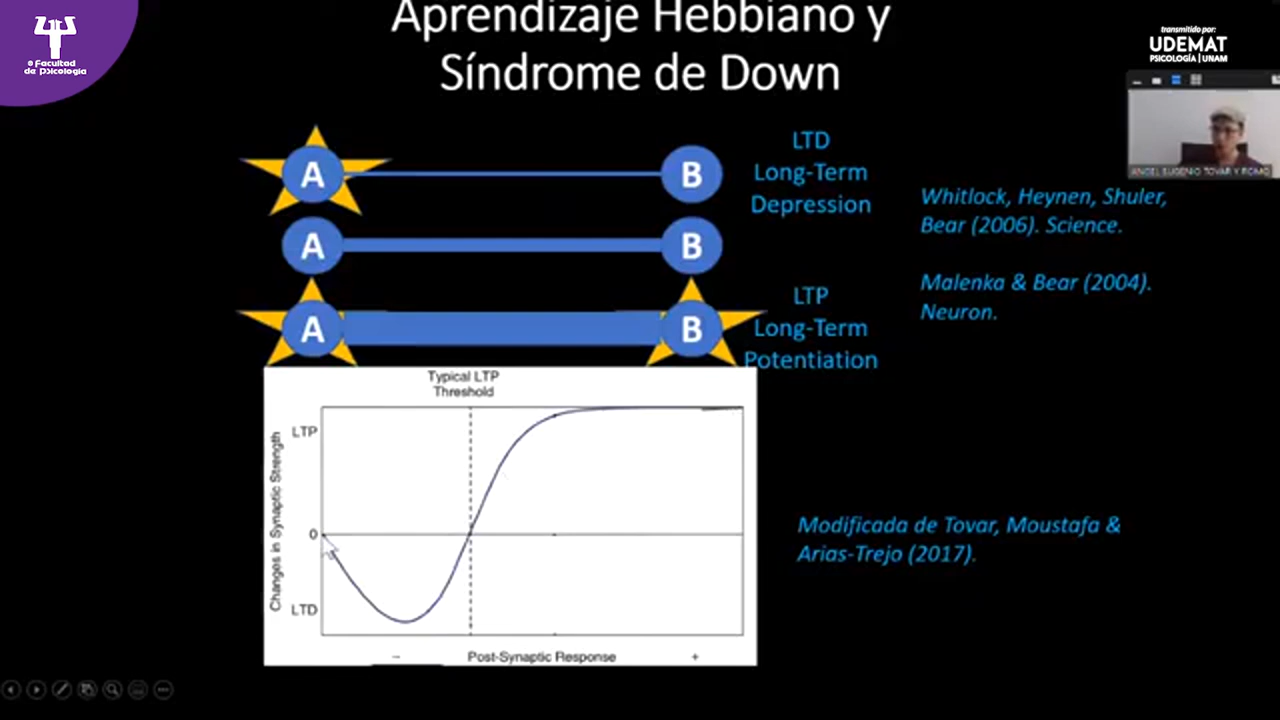 Aprendizaje Hebbiano y
Síndrome de Down
Facultad
de Psicología
transmitido por:
UDEMAT
PSICOLOGÍA | UNAM
ANGEL EUGENIO TOVAR Y ROMO
A
B
LTD
Long-Term
Depression
A
B
A
B
LTP
Long-Term
Potentiation
Whitlock, Heynen, Shuler,
Bear (2006). Science.
Malenka & Bear (2004).
Neuron.
Typical LTP
Threshold
Changes in Synaptic Strength
LTP
0
LTD
− Post-Synaptic Response +
Modificada de Tovar, Moustafa &
Arias-Trejo (2017).